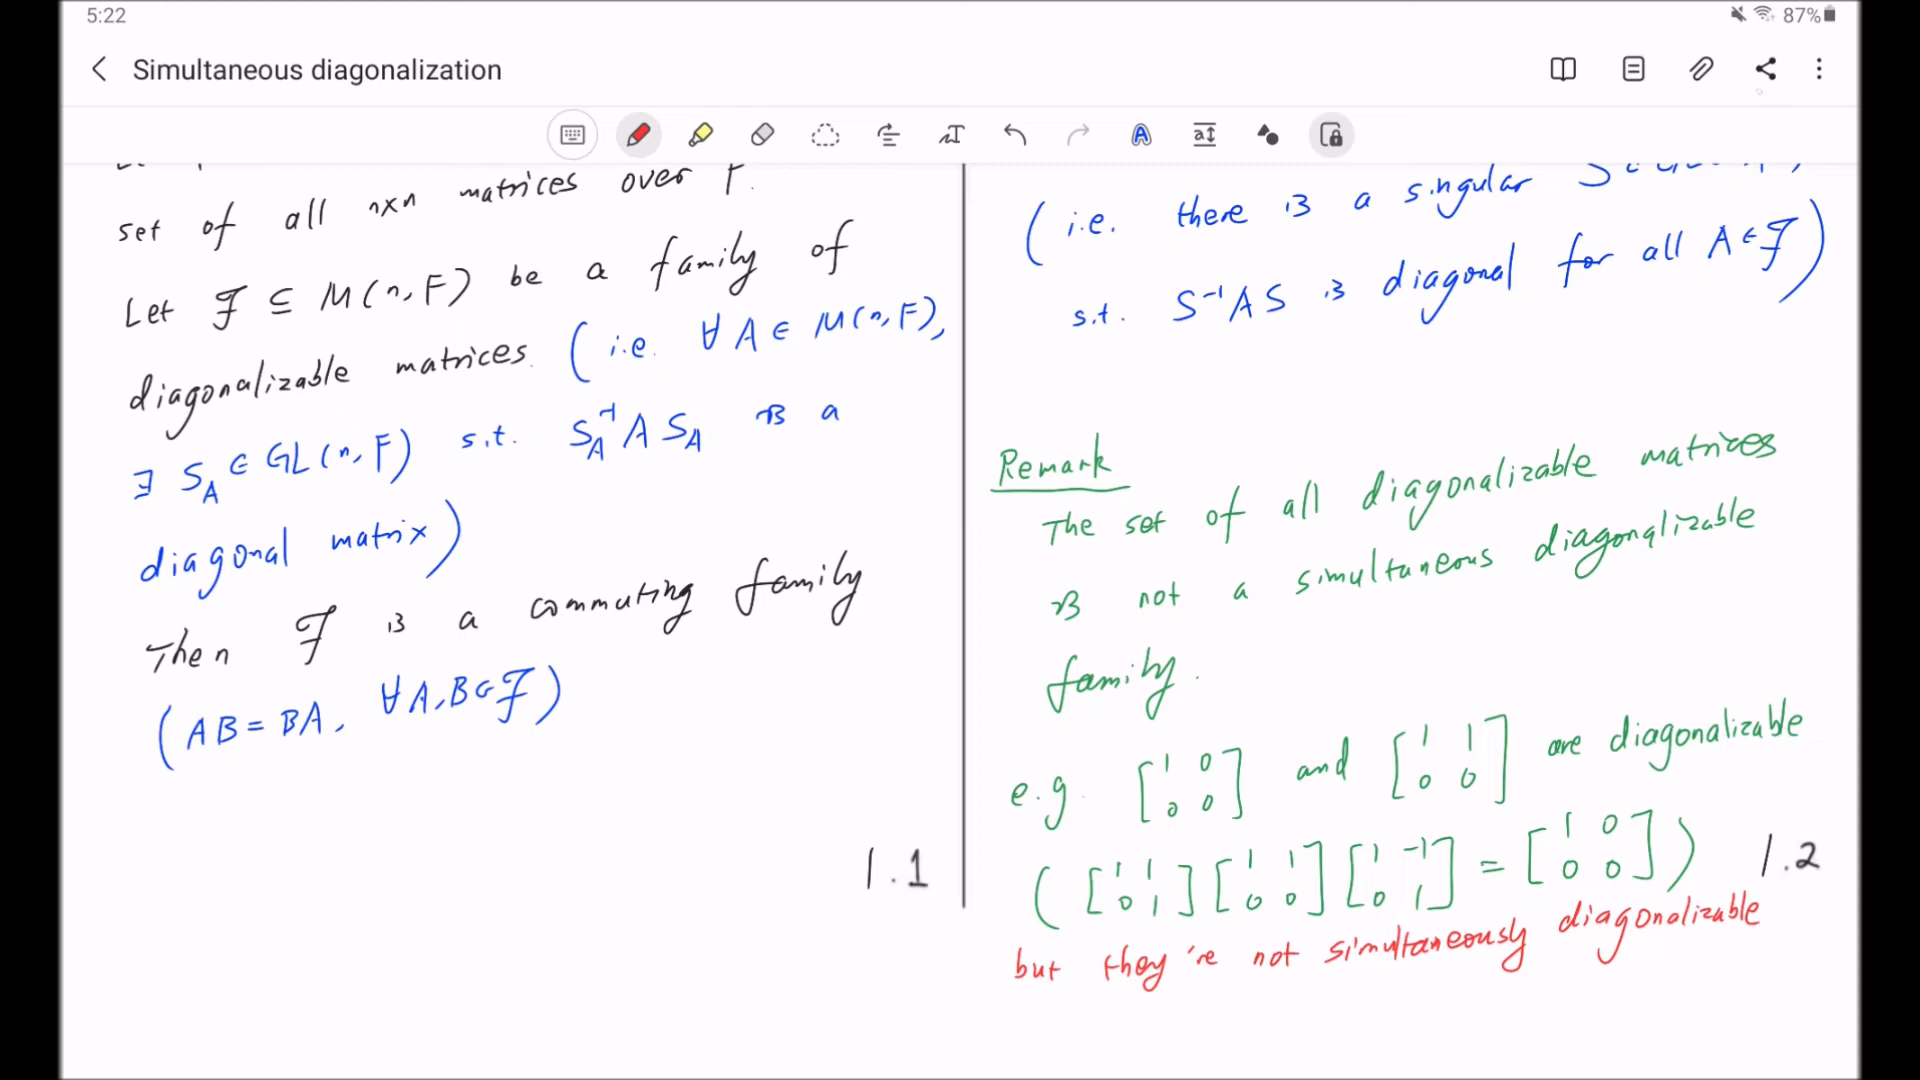 5:22
87%
Simultaneous diagonalization
set of all n×n matrices over F.
Let ℱ ⊆ M(n,F) be a family of
diagonalizable matrices. (i.e. ∀ A ∈ M(n,F),
∃ S_A ∈ GL(n,F) s.t. S_A^-1 A S_A is a
diagonal matrix)
Then ℱ is a commuting family
(AB = BA, ∀A,B∈ℱ)
1.1
(i.e. there is a singular
s.t. S^-1 A S is diagonal for all A∈ℱ)
Remark
The set of all diagonalizable matrices
is not a simultaneous diagonalizable
family.
e.g. [1 0; 0 0] and [1 1; 0 0] are diagonalizable
([1 1; 0 1] [1 1; 0 0] [1 -1; 0 1] = [1 0; 0 0])
1.2
but they're not simultaneously diagonalizable